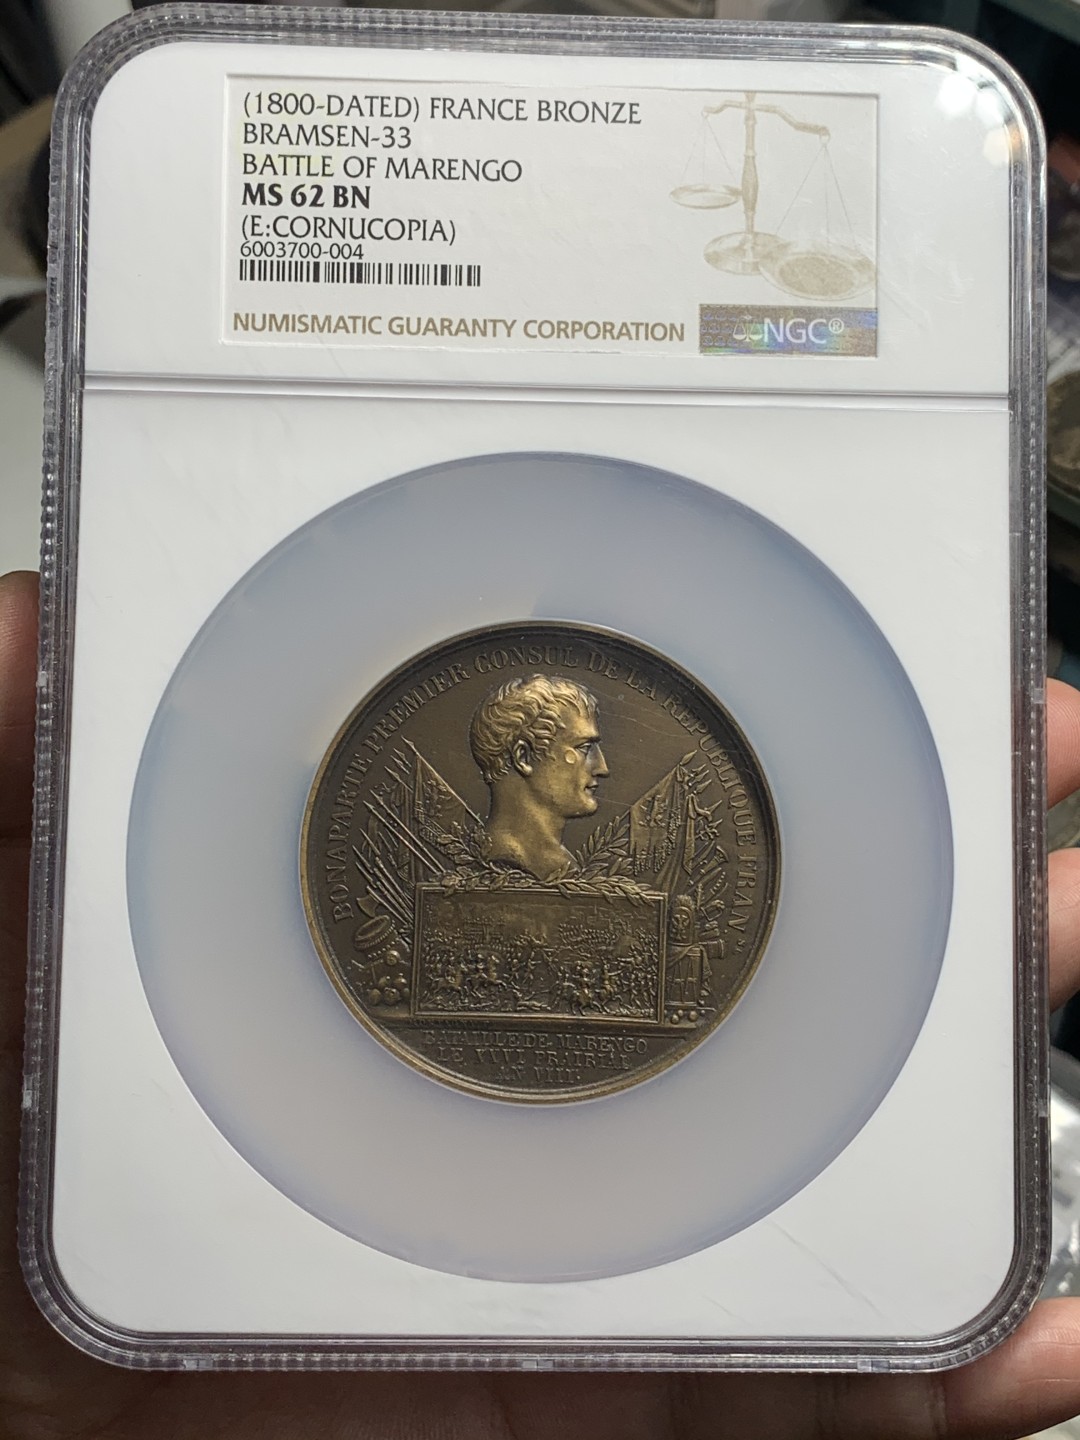 (1800-DATED) FRANCE BRONZE
BRAMSEN-33
BATTLE OF MARENGO
MS 62 BN
(E:CORNUCOPIA)
6003700-004
NUMISMATIC GUARANTY CORPORATION
NGC®
BONAPARTE PREMIER CONSUL DE LA REPUBLIQUE FRAN
BATAILLE DE MARENGO
LE XXVI PRAIRIAL
AN VIII.